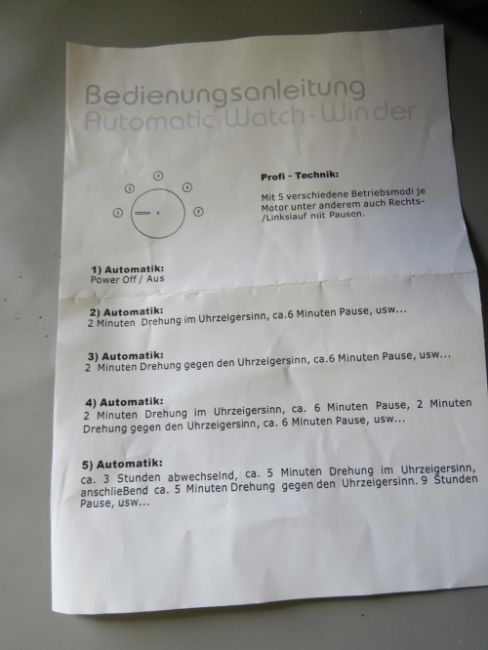 Bedienungsanleitung
Automatic Watch-Winder
Profi - Technik:
Mit 5 verschiedene Betriebsmodi je
Motor unter anderem auch Rechts-
/Linkslauf mit Pausen.
1 2 3 4 5
1) Automatik:
Power Off / Aus
2) Automatik:
2 Minuten Drehung im Uhrzeigersinn, ca.6 Minuten Pause, usw...
3) Automatik:
2 Minuten Drehung gegen den Uhrzeigersinn, ca.6 Minuten Pause, usw...
4) Automatik:
2 Minuten Drehung im Uhrzeigersinn, ca. 6 Minuten Pause, 2 Minuten
Drehung gegen den Uhrzeigersinn, ca. 6 Minuten Pause, usw...
5) Automatik:
ca. 3 Stunden abwechselnd, ca. 5 Minuten Drehung im Uhrzeigersinn,
anschließend ca. 5 Minuten Drehung gegen den Uhrzeigersinn. 9 Stunden
Pause, usw...